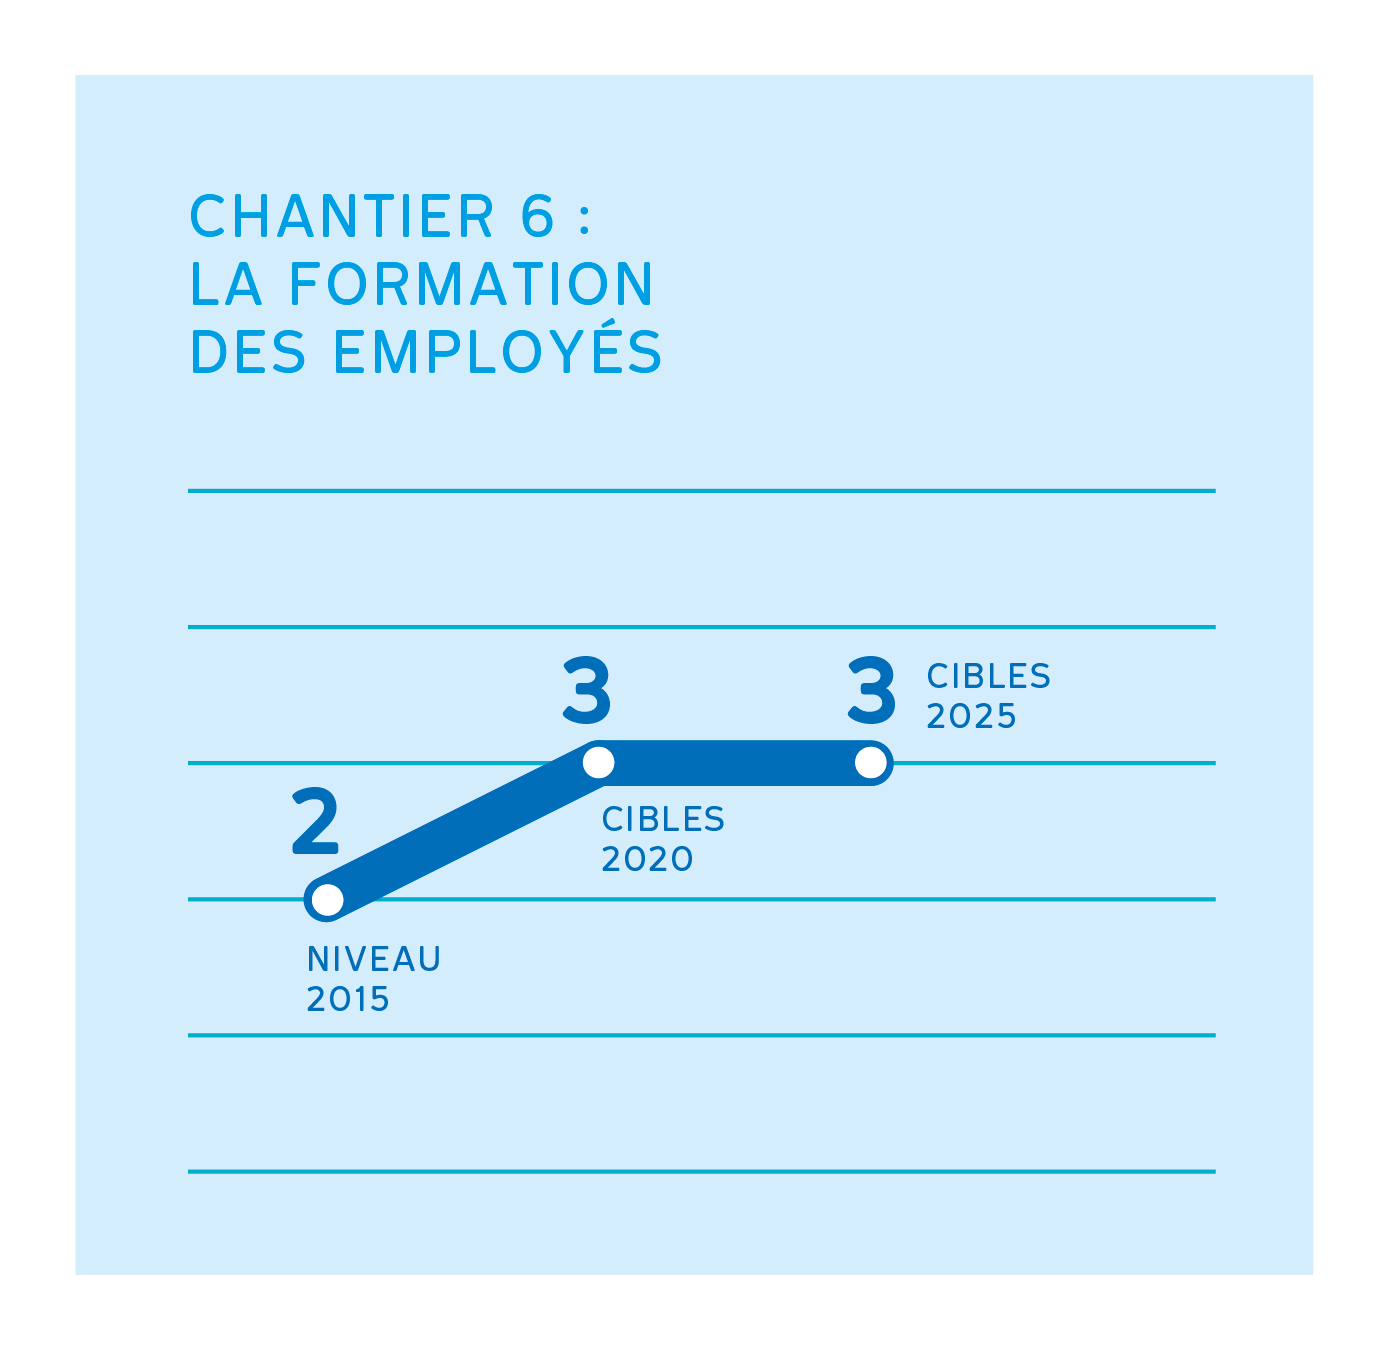 CHANTIER 6 :
LA FORMATION
DES EMPLOYÉS
3
3
CIBLES
2025
2
CIBLES
2020
NIVEAU
2015